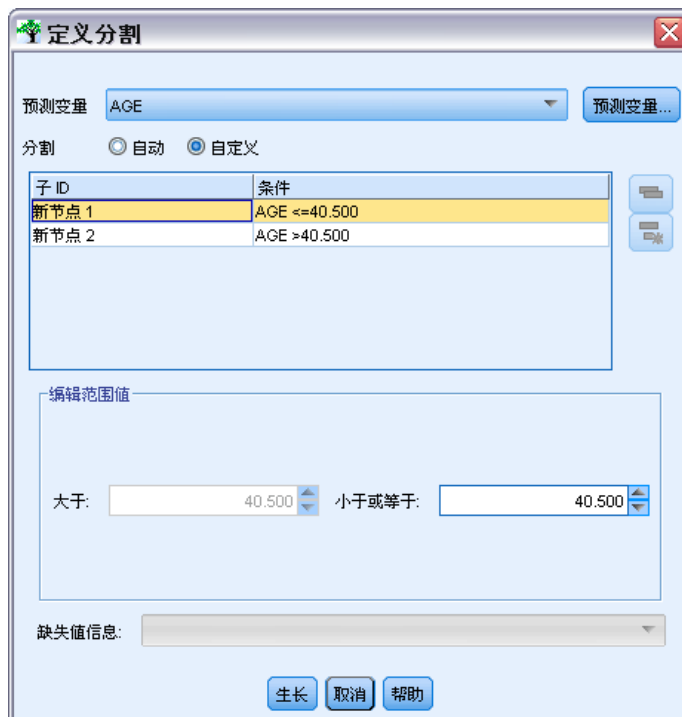 定义分割
预测变量 AGE 预测变量...
分割 自动 自定义
子 ID 条件
新节点 1 AGE <=40.500
新节点 2 AGE >40.500
编辑范围值
大于: 40.500 小于或等于: 40.500
缺失值信息:
生长 取消 帮助